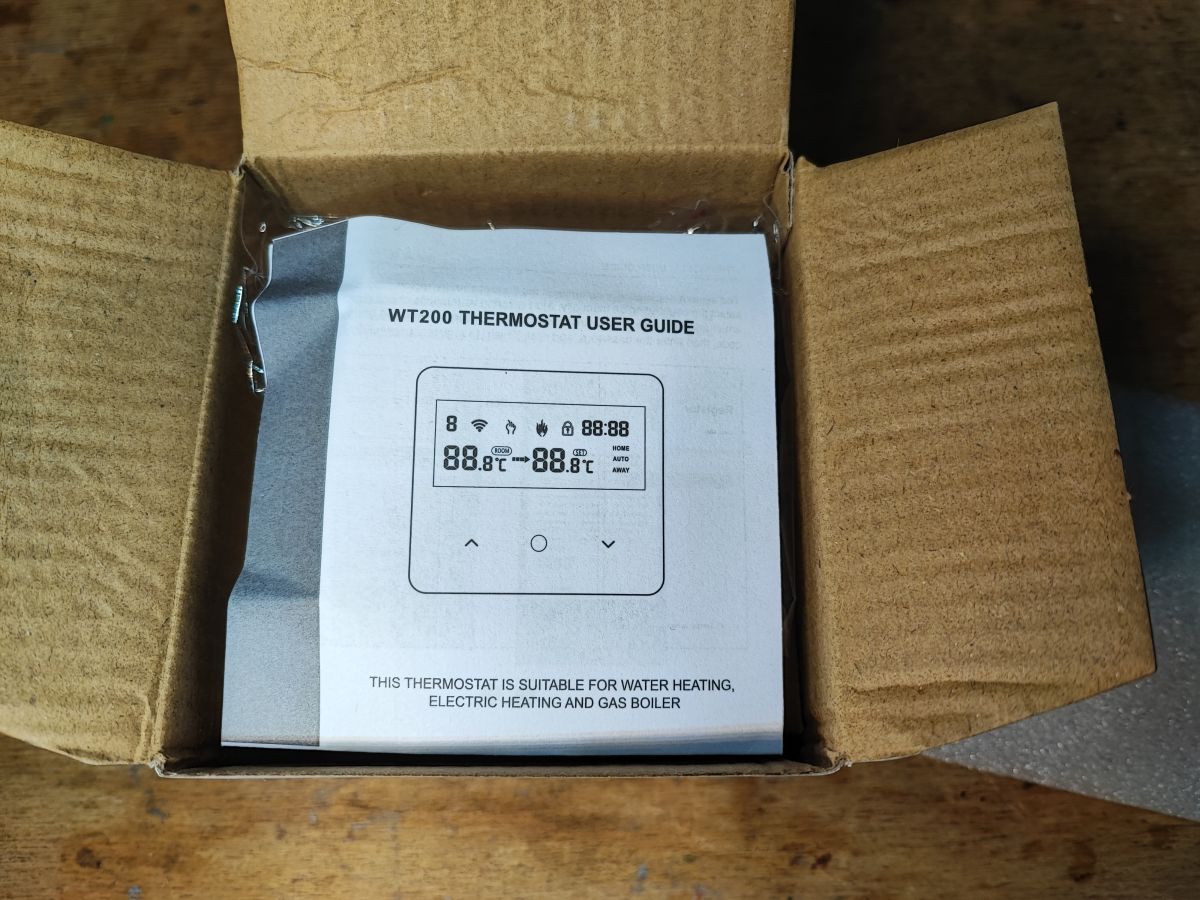 WT200 THERMOSTAT USER GUIDE
8 88:88
88.8℃ ROOM 88.8℃ SET
HOME
AUTO
AWAY
THIS THERMOSTAT IS SUITABLE FOR WATER HEATING,
ELECTRIC HEATING AND GAS BOILER